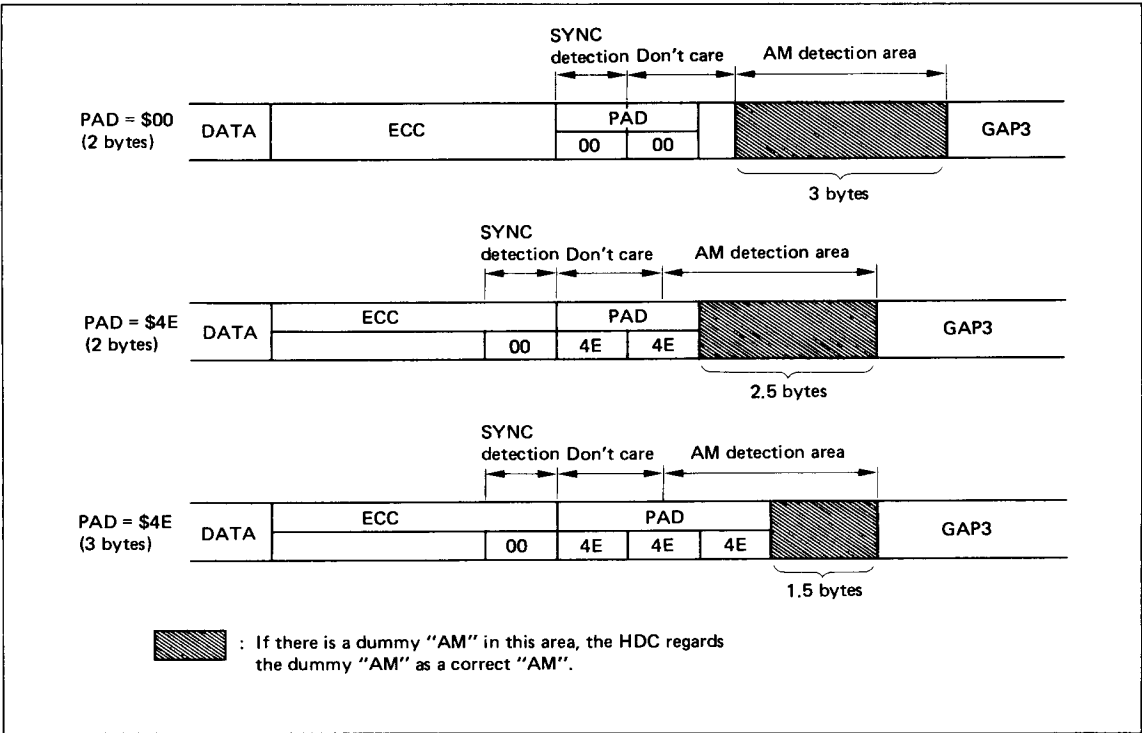 SYNC
detection Don't care AM detection area
PAD = $00
(2 bytes)
DATA ECC PAD GAP3
00 00
3 bytes
SYNC
detection Don't care AM detection area
PAD = $4E
(2 bytes)
DATA ECC PAD GAP3
00 4E 4E
2.5 bytes
SYNC
detection Don't care AM detection area
PAD = $4E
(3 bytes)
DATA ECC PAD GAP3
00 4E 4E 4E
1.5 bytes
: If there is a dummy "AM" in this area, the HDC regards
the dummy "AM" as a correct "AM".